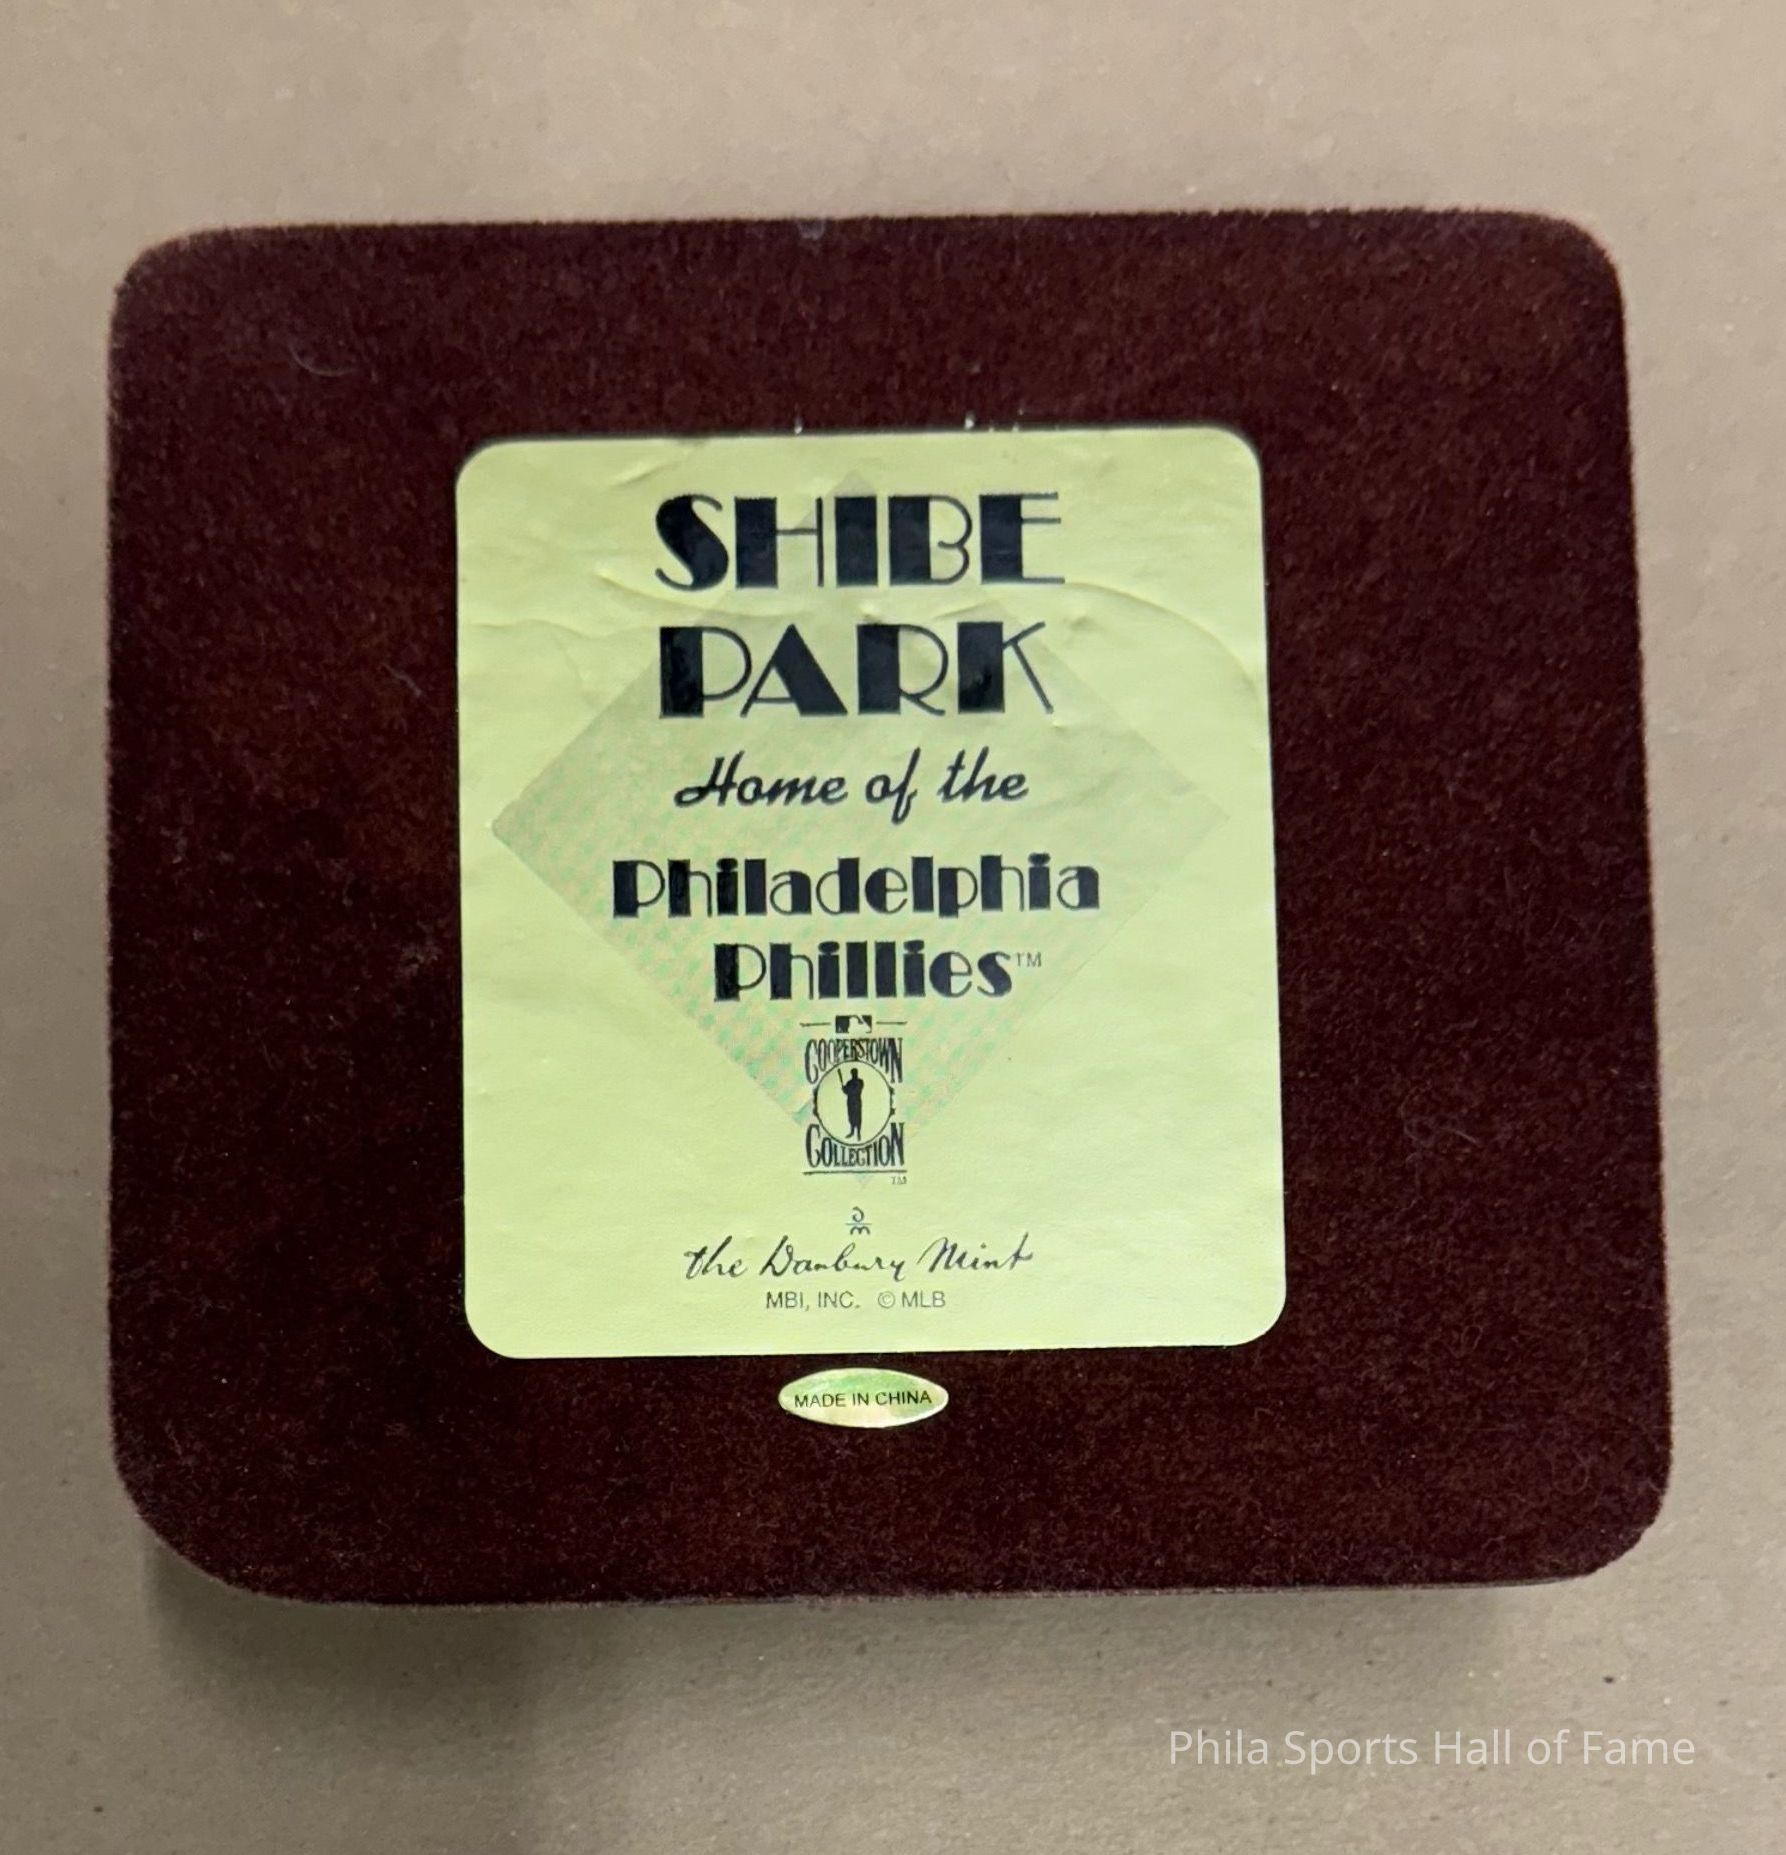 SHIBE
PARK
Home of the
Philadelphia
Phillies™
COOPERSTOWN
COLLECTION
TM
the Danbury Mint
MBI, INC. © MLB
MADE IN CHINA
Phila Sports Hall of Fame